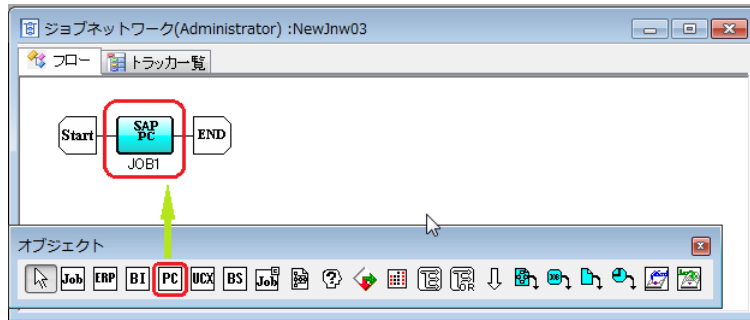 ジョブネットワーク(Administrator) :NewJnw03
フロー トラッカー覧
Start SAP PC END
JOB1
オブジェクト
Job ERP BI PC UCX BS Job OR